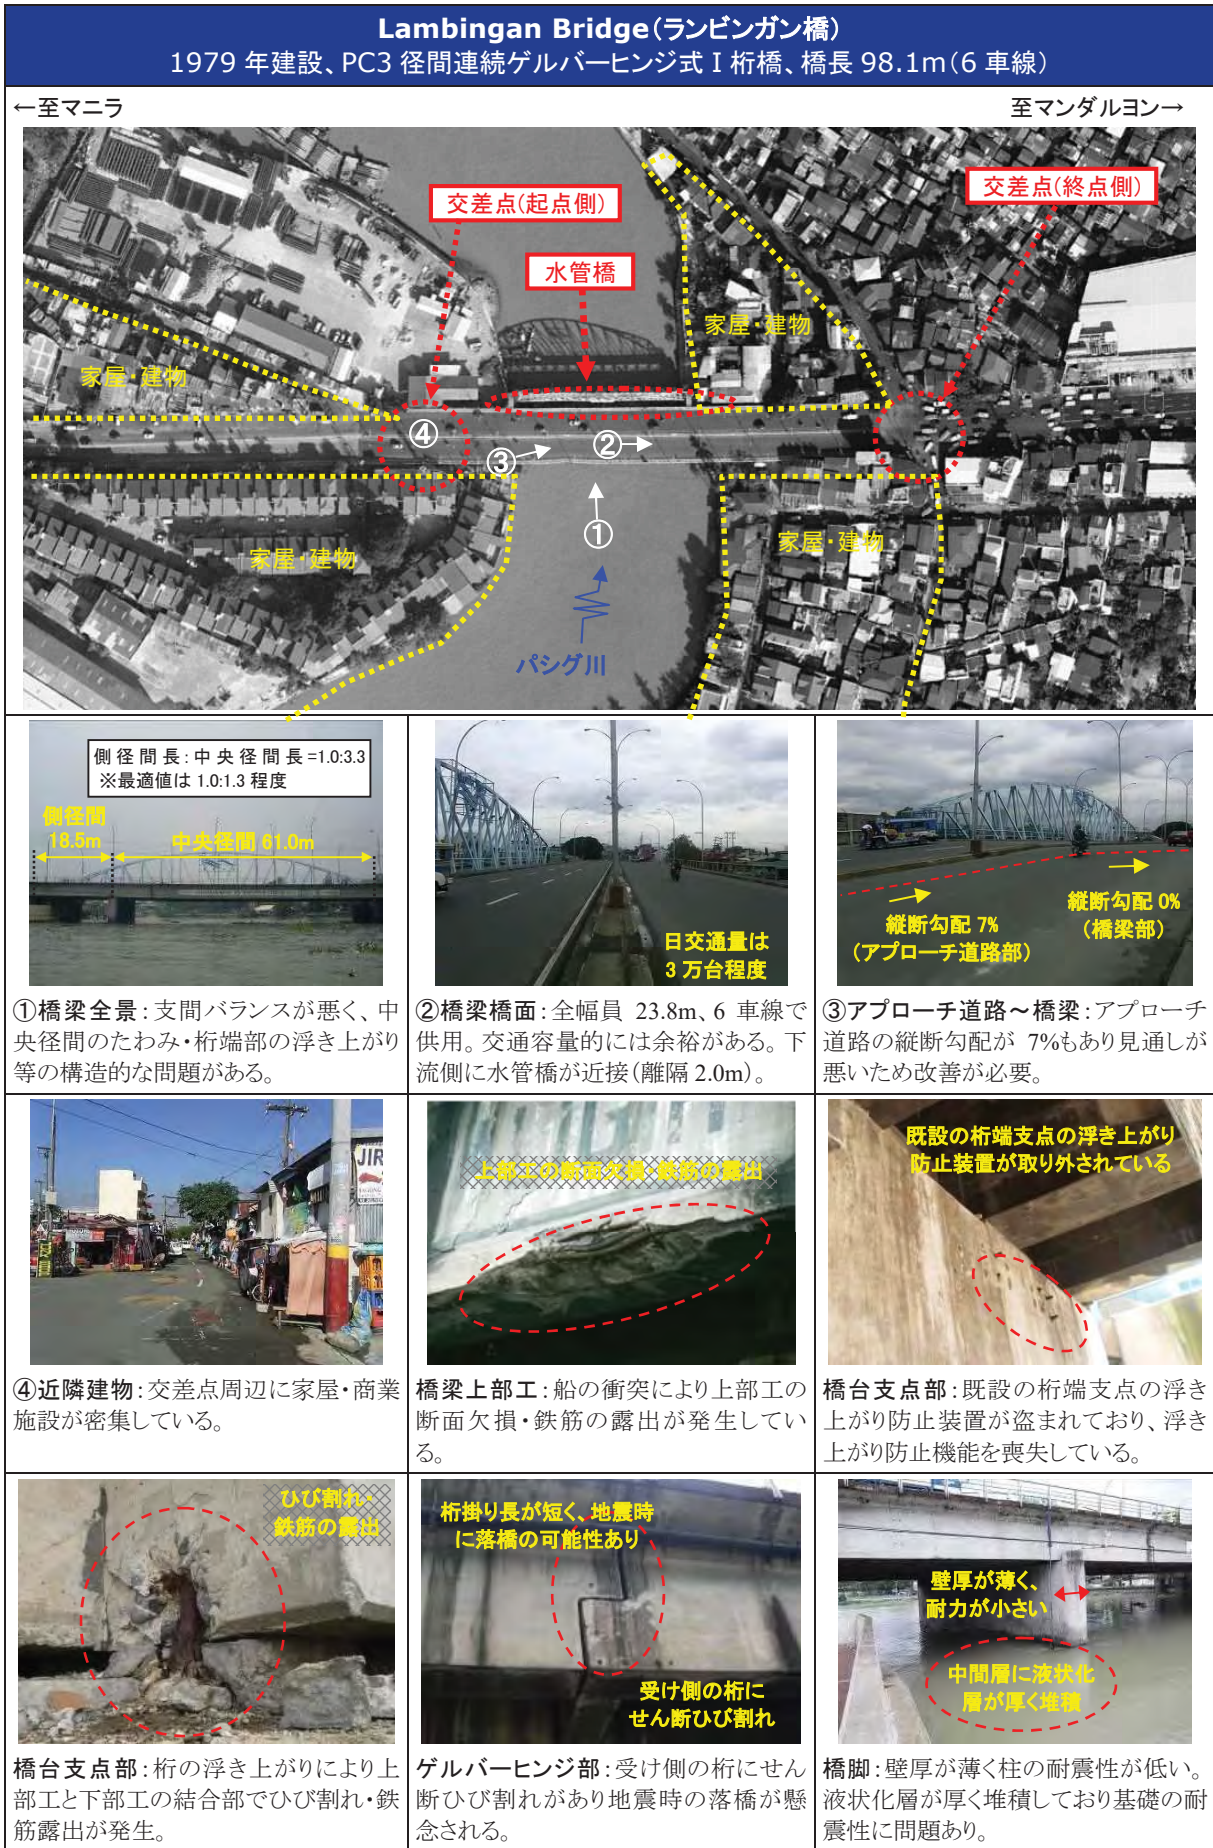 Lambingan Bridge(ランビンガン橋)
1979 年建設、PC3 径間連続ゲルバーヒンジ式 I 桁橋、橋長 98.1m(6 車線)
←至マニラ
至マンダルヨン→
交差点(起点側)
交差点(終点側)
水管橋
家屋・建物
家屋・建物
④
②
③
①
家屋・建物
家屋・建物
パシグ川
側径間長:中央径間長=1.0:3.3
※最適値は 1.0:1.3 程度
側径間
18.5m
中央径間 61.0m
日交通量は
3 万台程度
縦断勾配 7%
(アプローチ道路部)
縦断勾配 0%
(橋梁部)
①橋梁全景:支間バランスが悪く、中
央径間のたわみ・桁端部の浮き上がり
等の構造的な問題がある。
②橋梁橋面:全幅員 23.8m、6 車線で
供用。交通容量的には余裕がある。下
流側に水管橋が近接(離隔 2.0m)。
③アプローチ道路～橋梁:アプローチ
道路の縦断勾配が 7%もあり見通しが
悪いため改善が必要。
JIR
上部工の断面欠損・鉄筋の露出
既設の桁端支点の浮き上がり
防止装置が取り外されている
④近隣建物:交差点周辺に家屋・商業
施設が密集している。
橋梁上部工:船の衝突により上部工の
断面欠損・鉄筋の露出が発生してい
る。
橋台支点部:既設の桁端支点の浮き
上がり防止装置が盗まれており、浮き
上がり防止機能を喪失している。
ひび割れ・
鉄筋の露出
桁掛り長が短く、地震時
に落橋の可能性あり
受け側の桁に
せん断ひび割れ
壁厚が薄く、
耐力が小さい
中間層に液状化
層が厚く堆積
橋台支点部:桁の浮き上がりにより上
部工と下部工の結合部でひび割れ・鉄
筋露出が発生。
ゲルバーヒンジ部:受け側の桁にせん
断ひび割れがあり地震時の落橋が懸
念される。
橋脚:壁厚が薄く柱の耐震性が低い。
液状化層が厚く堆積しており基礎の耐
震性に問題あり。